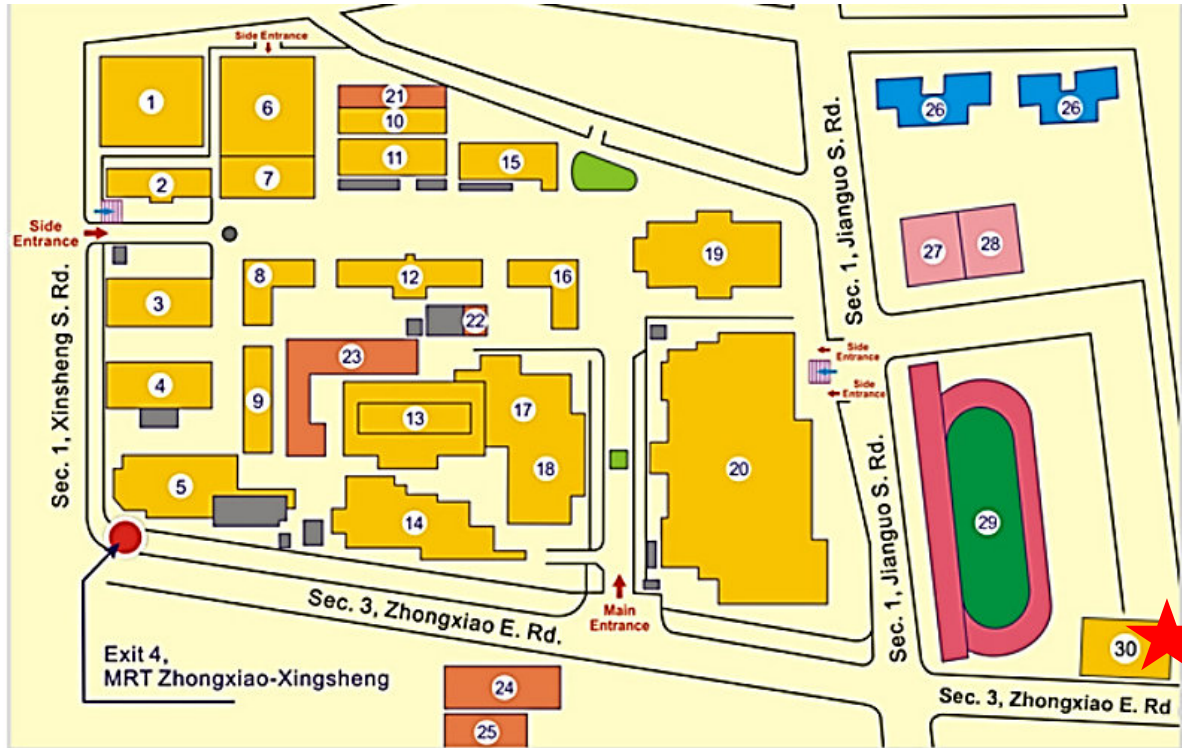 Side Entrance
1
6
21
10
11
15
2
7
26
26
Side
Entrance
27
28
19
8
12
16
3
22
23
4
9
13
17
18
20
Side
Entrance
Side
Entrance
5
14
29
30
24
25
Sec. 1, Xinsheng S. Rd.
Sec. 1, Jianguo S. Rd.
Sec. 1, Jianguo S. Rd.
Sec. 3, Zhongxiao E. Rd.
Main
Entrance
Exit 4,
MRT Zhongxiao-Xingsheng
Sec. 3, Zhongxiao E. Rd